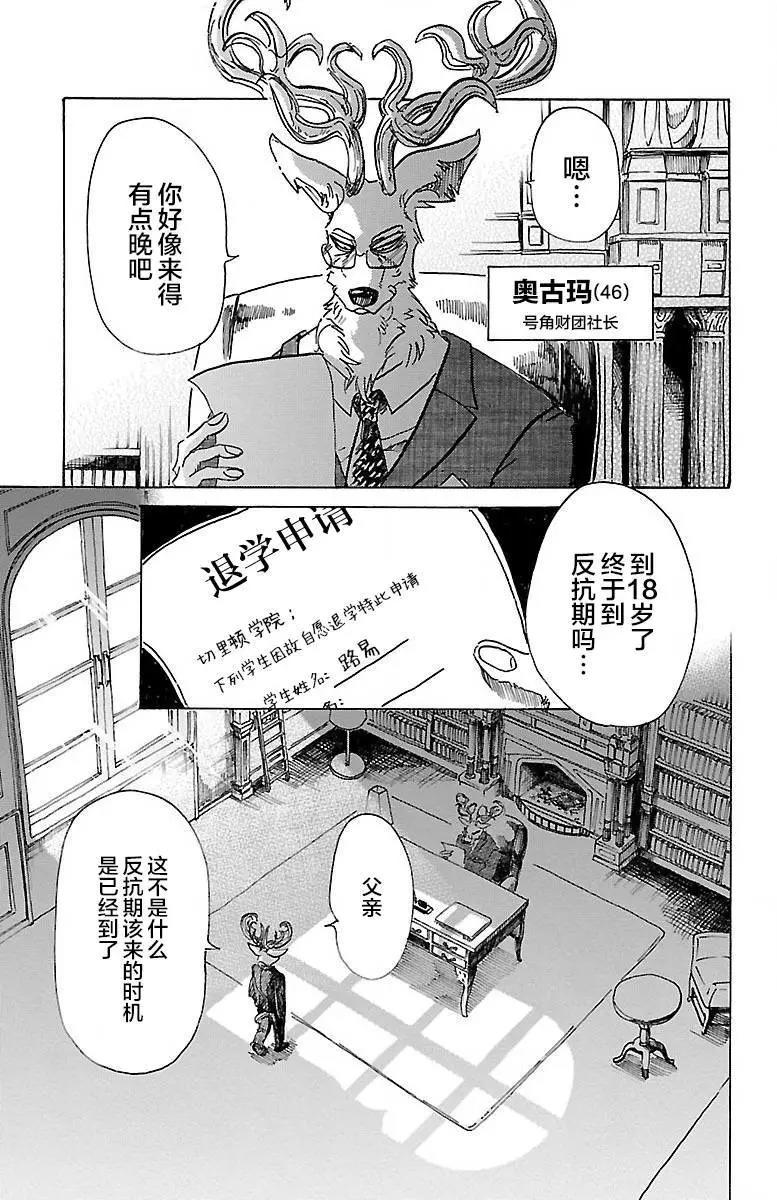 嗯…
奥古玛(46)
号角财团社长
你好像来得
有点晚吧
到18岁了
终于到
反抗期吗…
退学申请
切里顿学院;
下列学生因故自愿退学特此申请
学生姓名: 路易
父亲
这不是什么
反抗期该来的时机
是已经到了